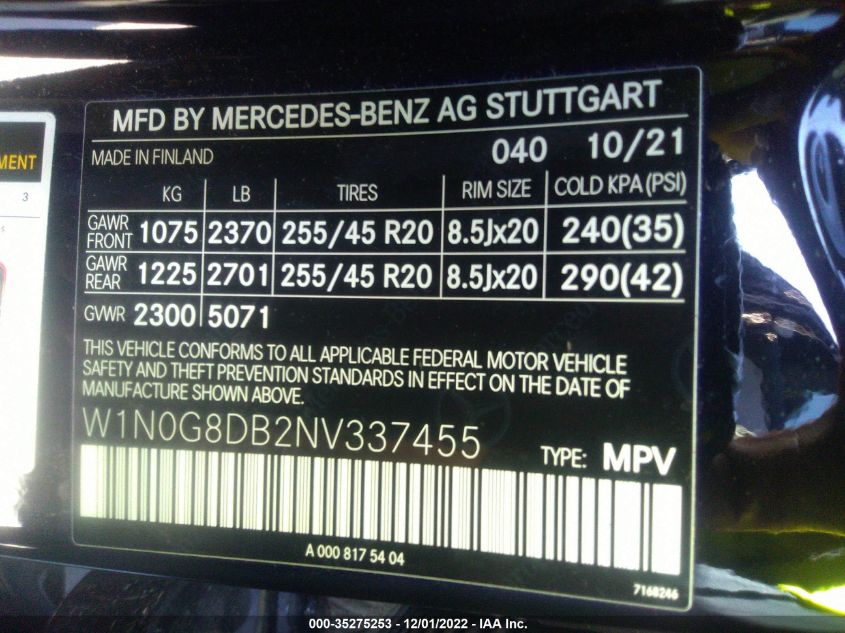 MFD BY MERCEDES-BENZ AG STUTTGART
MADE IN FINLAND 040 10/21
KG LB TIRES RIM SIZE COLD KPA (PSI)
GAWR FRONT 1075 2370 255/45 R20 8.5Jx20 240(35)
GAWR REAR 1225 2701 255/45 R20 8.5Jx20 290(42)
GVWR 2300 5071
THIS VEHICLE CONFORMS TO ALL APPLICABLE FEDERAL MOTOR VEHICLE
SAFETY AND THEFT PREVENTION STANDARDS IN EFFECT ON THE DATE OF
MANUFACTURE SHOWN ABOVE.
W1N0G8DB2NV337455
TYPE: MPV
A 000 817 54 04
7168246
MENT
3
000-35275253 - 12/01/2022 - IAA Inc.